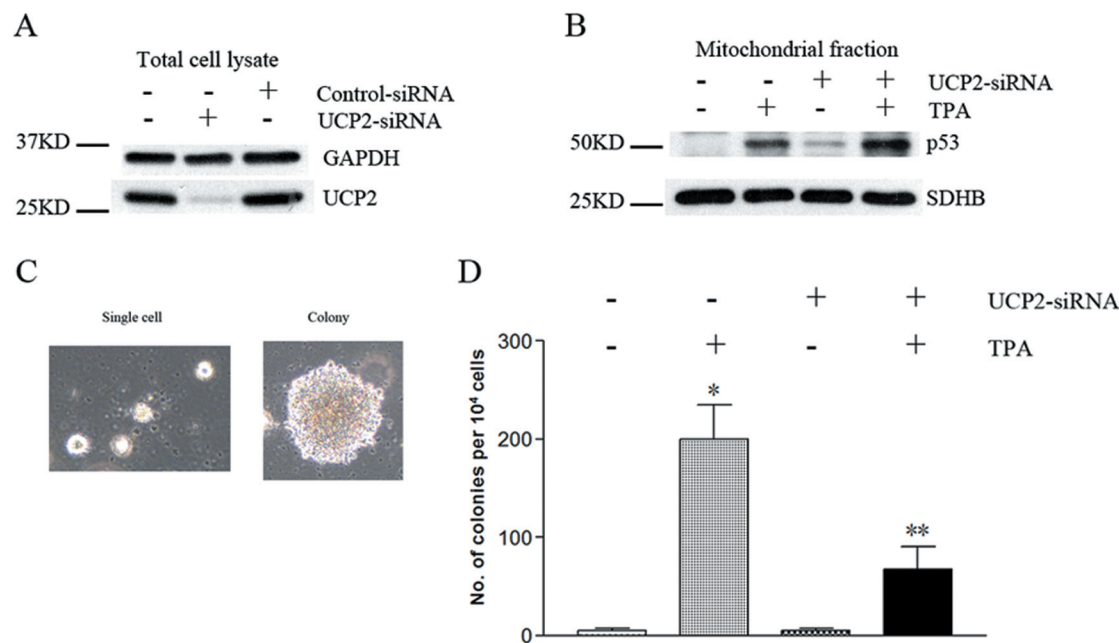 A
Total cell lysate
- - + Control-siRNA
- + - UCP2-siRNA
37KD
GAPDH
25KD
UCP2
B
Mitochondrial fraction
- - + + UCP2-siRNA
- + - + TPA
50KD
p53
25KD
SDHB
C
Single cell
Colony
D
- - + + UCP2-siRNA
- + - + TPA
No. of colonies per 10⁴ cells
300
200
100
0
*
**